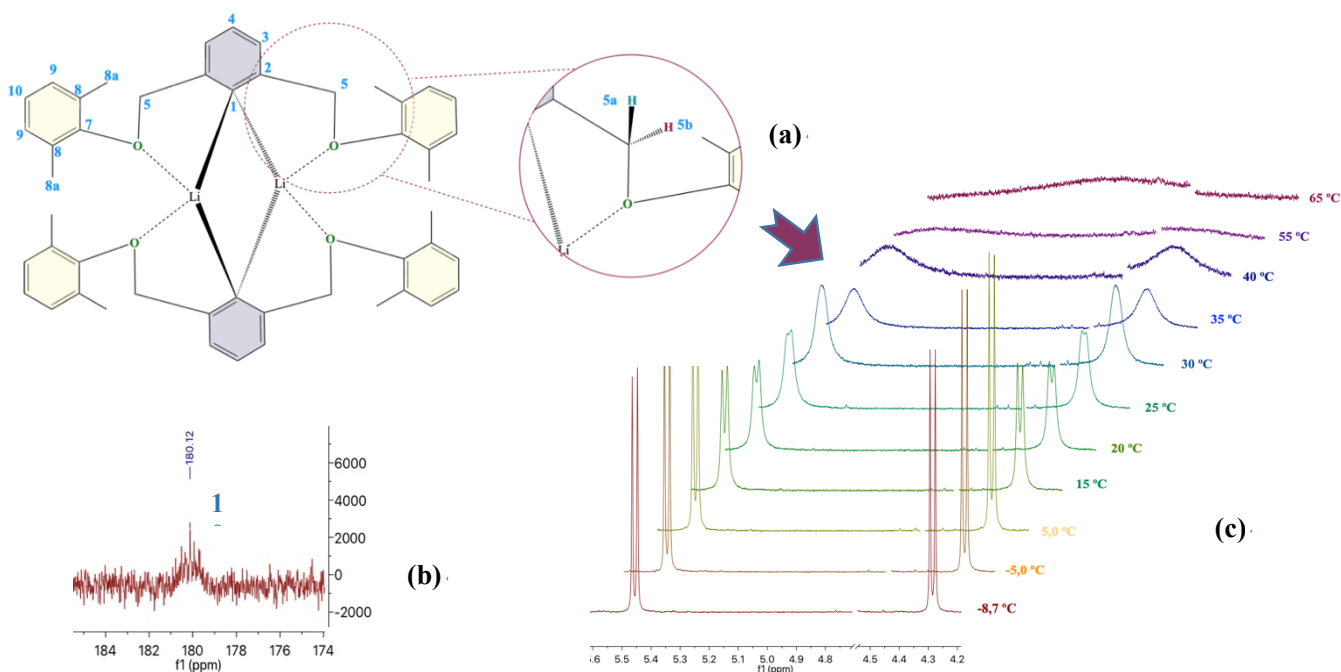 4
3
2
1
5
5
8a
9
8
10
7
9
8
8a
O
O
Li
Li
O
O
5a
H
H
5b
O
Li
(a)
65 ºC
55 ºC
40 ºC
35 ºC
30 ºC
25 ºC
20 ºC
15 ºC
5,0 ºC
-5,0 ºC
-8,7 ºC
(c)
5.6 5.5 5.4 5.3 5.2 5.1 5.0 4.9 4.8 4.5 4.4 4.3 4.2
f1 (ppm)
180.12
1
6000
4000
2000
0
-2000
(b)
184 182 180 178 176 174
f1 (ppm)